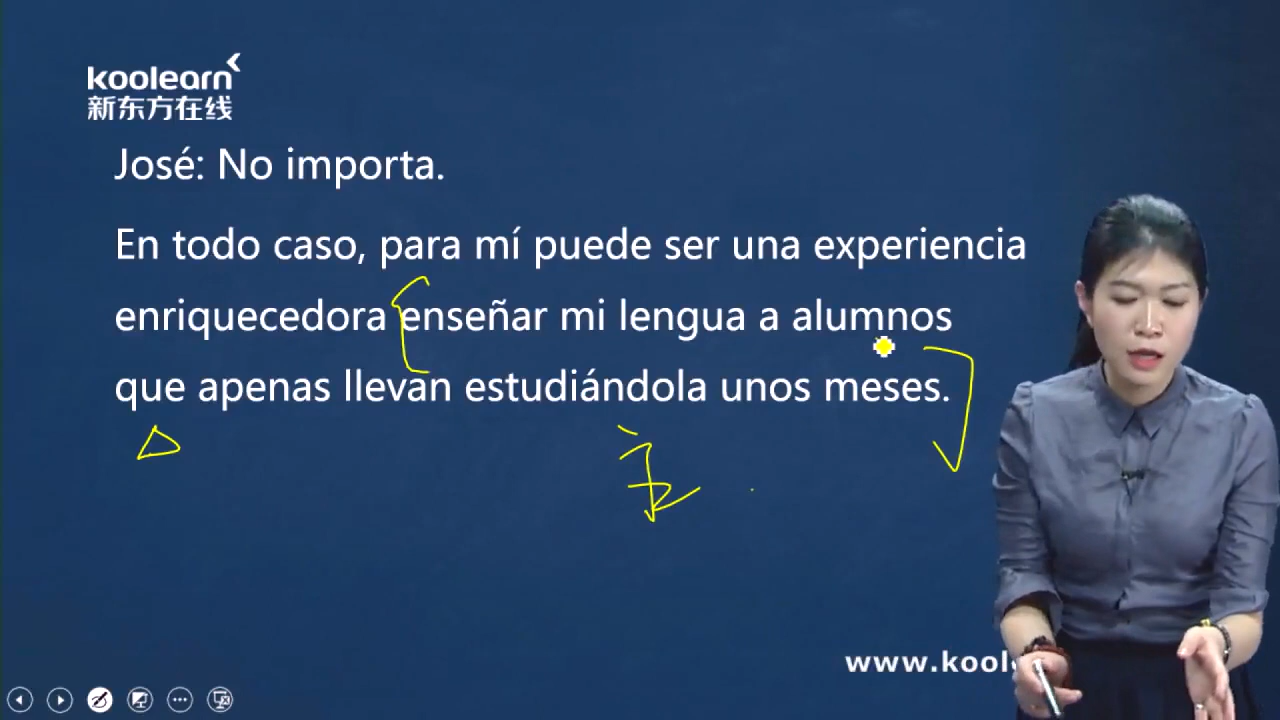 koolearn
新东方在线
José: No importa.
En todo caso, para mí puede ser una experiencia
enriquecedora enseñar mi lengua a alumnos
que apenas llevan estudiándola unos meses.
www.kool